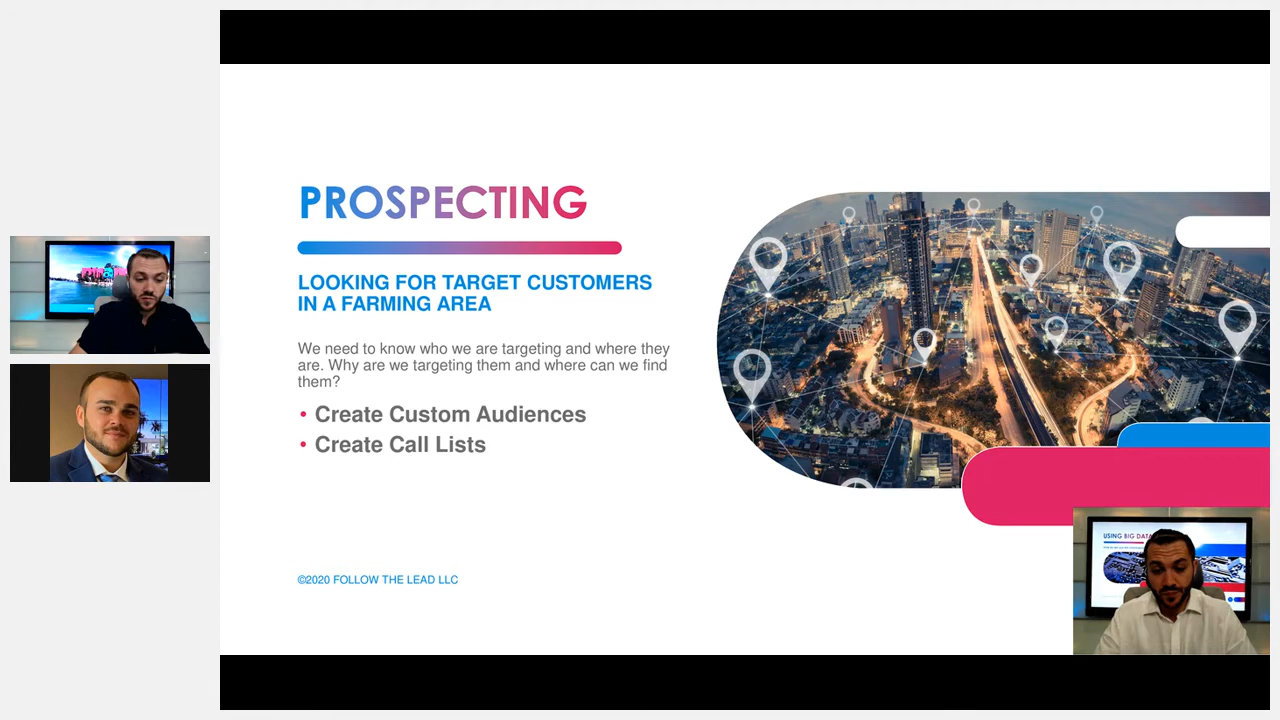 PROSPECTING
LOOKING FOR TARGET CUSTOMERS
IN A FARMING AREA
We need to know who we are targeting and where they
are. Why are we targeting them and where can we find
them?
• Create Custom Audiences
• Create Call Lists
©2020 FOLLOW THE LEAD LLC
USING BIG DATA